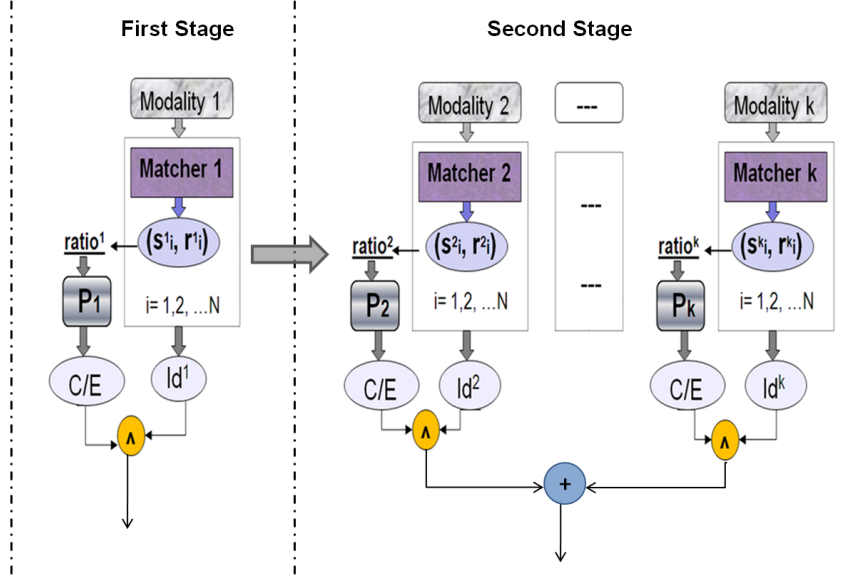 First Stage
Second Stage
Modality 1
Matcher 1
(s¹i, r¹i)
ratio¹
P1
i= 1,2, ...N
C/E
Id¹
ʌ
Modality 2
Matcher 2
(s²i, r²i)
ratio²
P2
i= 1,2, ...N
C/E
Id²
ʌ
---
---
---
Modality k
Matcher k
(sᵏi, rᵏi)
ratioᵏ
Pk
i= 1,2, ...N
C/E
Idᵏ
ʌ
+